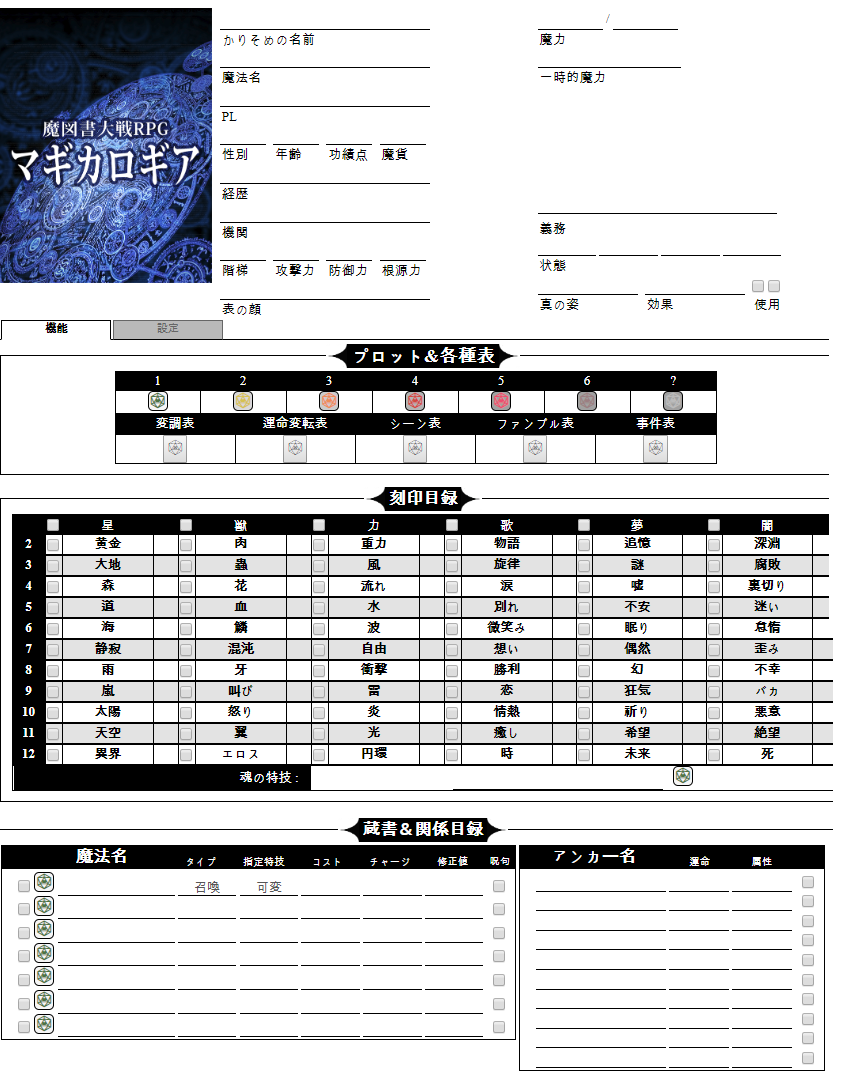 魔図書大戦RPG
マギカロギア
かりそめの名前
魔法名
PL
性別 年齢 功績点 魔貨
経歴
機関
階梯 攻撃力 防御力 根源力
表の顔
/
魔力
一時的魔力
義務
状態
真の姿 効果 使用
機能 設定
プロット&各種表
1 2 3 4 5 6 ?
変調表 運命変転表 シーン表 ファンブル表 事件表
刻印目録
星 獣 力 歌 夢 闇
2 黄金 肉 重力 物語 追憶 深淵
3 大地 蟲 風 旋律 謎 腐敗
4 森 花 流れ 涙 嘘 裏切り
5 道 血 水 別れ 不安 迷い
6 海 鱗 波 微笑み 眠り 怠惰
7 静寂 混沌 自由 想い 偶然 歪み
8 雨 牙 衝撃 勝利 幻 不幸
9 嵐 叫び 雷 恋 狂気 バカ
10 太陽 怒り 炎 情熱 祈り 悪意
11 天空 翼 光 癒し 希望 絶望
12 異界 エロス 円環 時 未来 死
魂の特技 :
蔵書&関係目録
魔法名 タイプ 指定特技 コスト チャージ 修正値 呪句
召喚 可変
アンカー名 運命 属性